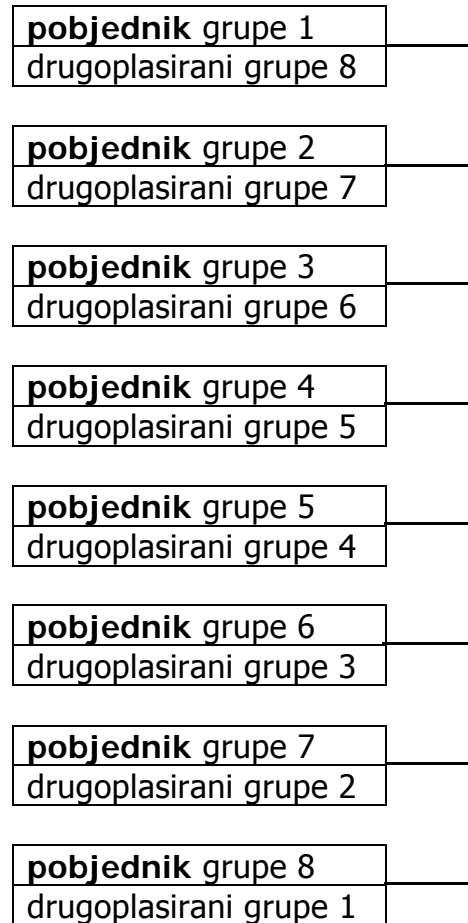 pobjednik grupe 1
drugoplasirani grupe 8
pobjednik grupe 2
drugoplasirani grupe 7
pobjednik grupe 3
drugoplasirani grupe 6
pobjednik grupe 4
drugoplasirani grupe 5
pobjednik grupe 5
drugoplasirani grupe 4
pobjednik grupe 6
drugoplasirani grupe 3
pobjednik grupe 7
drugoplasirani grupe 2
pobjednik grupe 8
drugoplasirani grupe 1